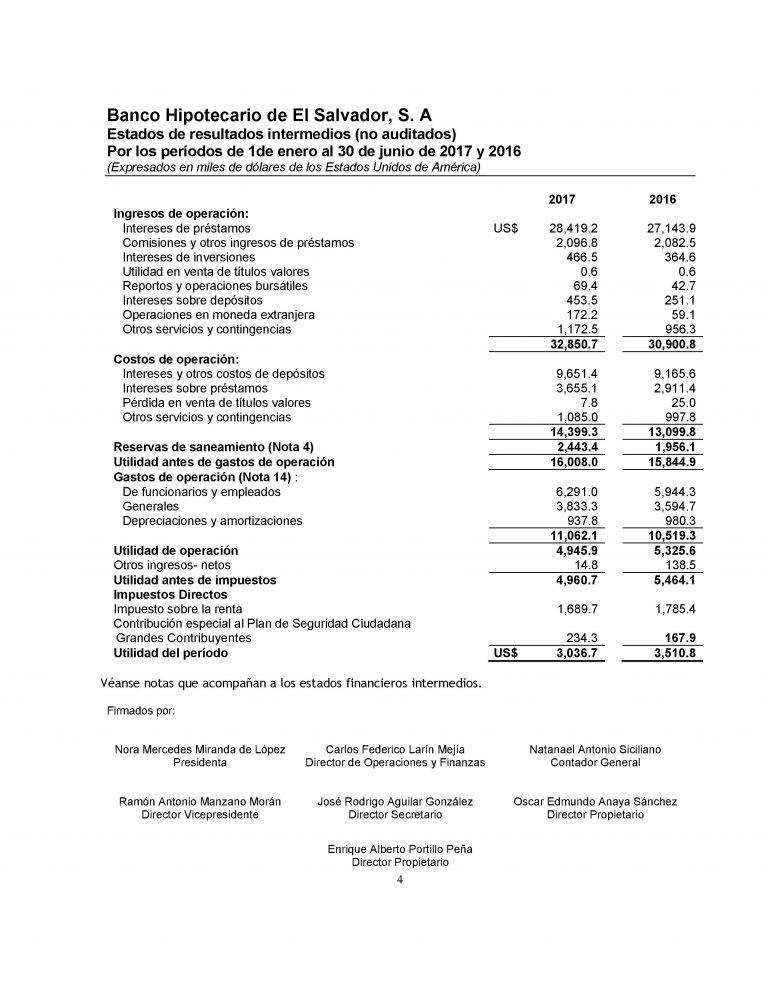 Banco Hipotecario de El Salvador, S. A
Estados de resultados intermedios (no auditados)
Por los períodos de 1de enero al 30 de junio de 2017 y 2016
(Expresados en miles de dólares de los Estados Unidos de América)
2017 2016
Ingresos de operación:
Intereses de préstamos US$ 28,419.2 27,143.9
Comisiones y otros ingresos de préstamos 2,096.8 2,082.5
Intereses de inversiones 466.5 364.6
Utilidad en venta de títulos valores 0.6 0.6
Reportos y operaciones bursátiles 69.4 42.7
Intereses sobre depósitos 453.5 251.1
Operaciones en moneda extranjera 172.2 59.1
Otros servicios y contingencias 1,172.5 956.3
32,850.7 30,900.8
Costos de operación:
Intereses y otros costos de depósitos 9,651.4 9,165.6
Intereses sobre préstamos 3,655.1 2,911.4
Pérdida en venta de títulos valores 7.8 25.0
Otros servicios y contingencias 1,085.0 997.8
14,399.3 13,099.8
Reservas de saneamiento (Nota 4) 2,443.4 1,956.1
Utilidad antes de gastos de operación 16,008.0 15,844.9
Gastos de operación (Nota 14) :
De funcionarios y empleados 6,291.0 5,944.3
Generales 3,833.3 3,594.7
Depreciaciones y amortizaciones 937.8 980.3
11,062.1 10,519.3
Utilidad de operación 4,945.9 5,325.6
Otros ingresos- netos 14.8 138.5
Utilidad antes de impuestos 4,960.7 5,464.1
Impuestos Directos
Impuesto sobre la renta 1,689.7 1,785.4
Contribución especial al Plan de Seguridad Ciudadana
Grandes Contribuyentes 234.3 167.9
Utilidad del período US$ 3,036.7 3,510.8
Véanse notas que acompañan a los estados financieros intermedios.
Firmados por:
Nora Mercedes Miranda de López Carlos Federico Larín Mejía Natanael Antonio Siciliano
Presidenta Director de Operaciones y Finanzas Contador General
Ramón Antonio Manzano Morán José Rodrigo Aguilar González Oscar Edmundo Anaya Sánchez
Director Vicepresidente Director Secretario Director Propietario
Enrique Alberto Portillo Peña
Director Propietario
4